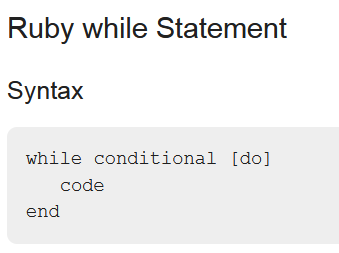 Ruby while Statement
Syntax
while conditional [do]
   code
end